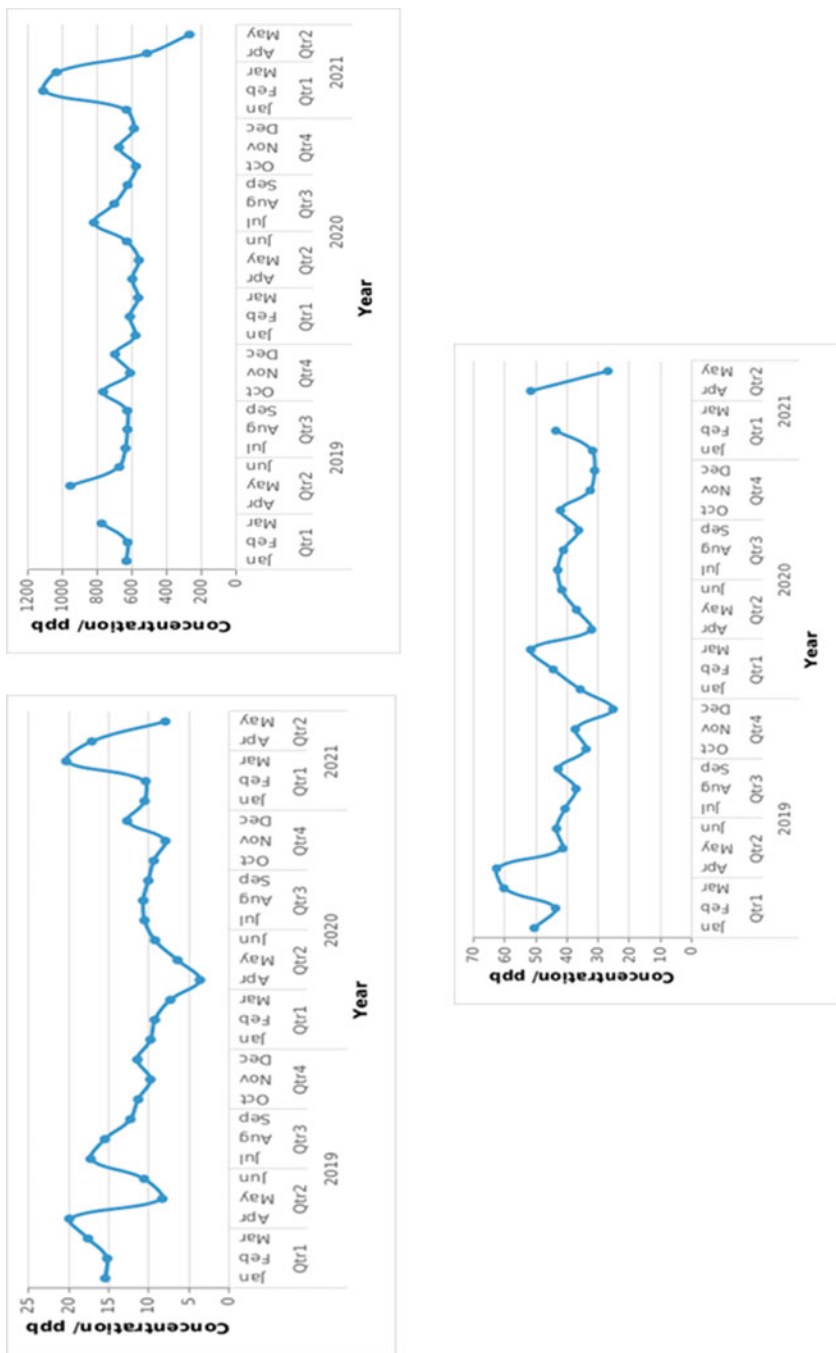 Concentration/ ppb
25
20
15
10
5
0
Jan Feb Mar Apr May Jun Jul Aug Sep Oct Nov Dec Jan Feb Mar Apr May Jun Jul Aug Sep Oct Nov Dec Jan Feb Mar Apr May
Qtr1 Qtr2 Qtr3 Qtr4 Qtr1 Qtr2 Qtr3 Qtr4 Qtr1 Qtr2
2019 2020 2021
Year
Concentration/ ppb
1200
1000
800
600
400
200
0
Jan Feb Mar Apr May Jun Jul Aug Sep Oct Nov Dec Jan Feb Mar Apr May Jun Jul Aug Sep Oct Nov Dec Jan Feb Mar Apr May
Qtr1 Qtr2 Qtr3 Qtr4 Qtr1 Qtr2 Qtr3 Qtr4 Qtr1 Qtr2
2019 2020 2021
Year
Concentration/ ppb
70
60
50
40
30
20
10
0
Jan Feb Mar Apr May Jun Jul Aug Sep Oct Nov Dec Jan Feb Mar Apr May Jun Jul Aug Sep Oct Nov Dec Jan Feb Mar Apr May
Qtr1 Qtr2 Qtr3 Qtr4 Qtr1 Qtr2 Qtr3 Qtr4 Qtr1 Qtr2
2019 2020 2021
Year